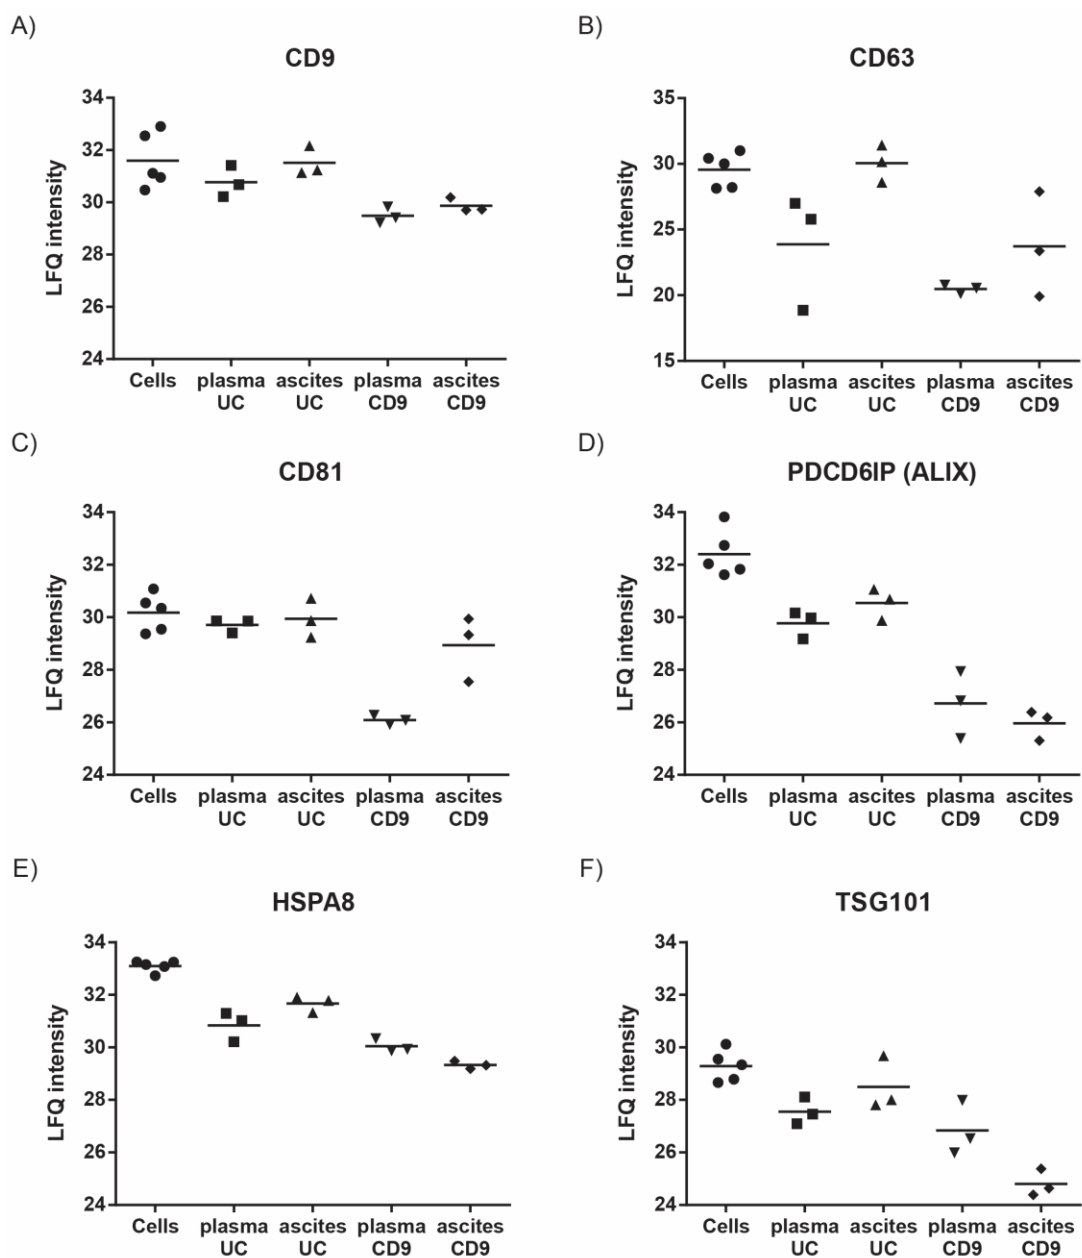 A)
CD9
LFQ intensity
34
32
30
28
26
24
Cells
plasma
UC
ascites
UC
plasma
CD9
ascites
CD9
B)
CD63
LFQ intensity
35
30
25
20
15
Cells
plasma
UC
ascites
UC
plasma
CD9
ascites
CD9
C)
CD81
LFQ intensity
34
32
30
28
26
24
Cells
plasma
UC
ascites
UC
plasma
CD9
ascites
CD9
D)
PDCD6IP (ALIX)
LFQ intensity
34
32
30
28
26
24
Cells
plasma
UC
ascites
UC
plasma
CD9
ascites
CD9
E)
HSPA8
LFQ intensity
34
32
30
28
26
24
Cells
plasma
UC
ascites
UC
plasma
CD9
ascites
CD9
F)
TSG101
LFQ intensity
34
32
30
28
26
24
Cells
plasma
UC
ascites
UC
plasma
CD9
ascites
CD9